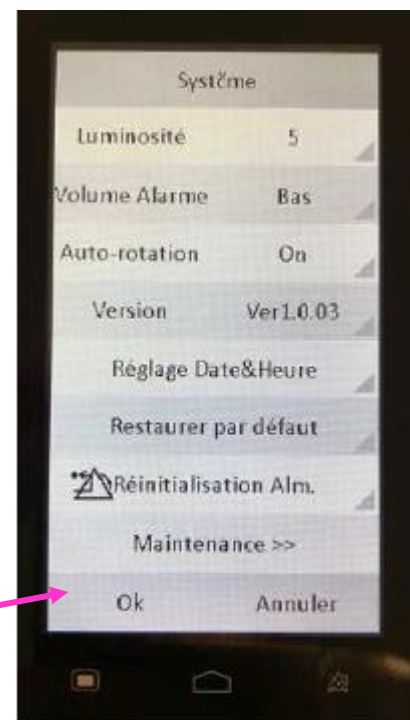 Systčme
Luminosité 5
Volume Alarme Bas
Auto-rotation On
Version Ver1.0.03
Réglage Date&Heure
Restaurer par défaut
Réinitialisation Alm.
Maintenance >>
Ok Annuler